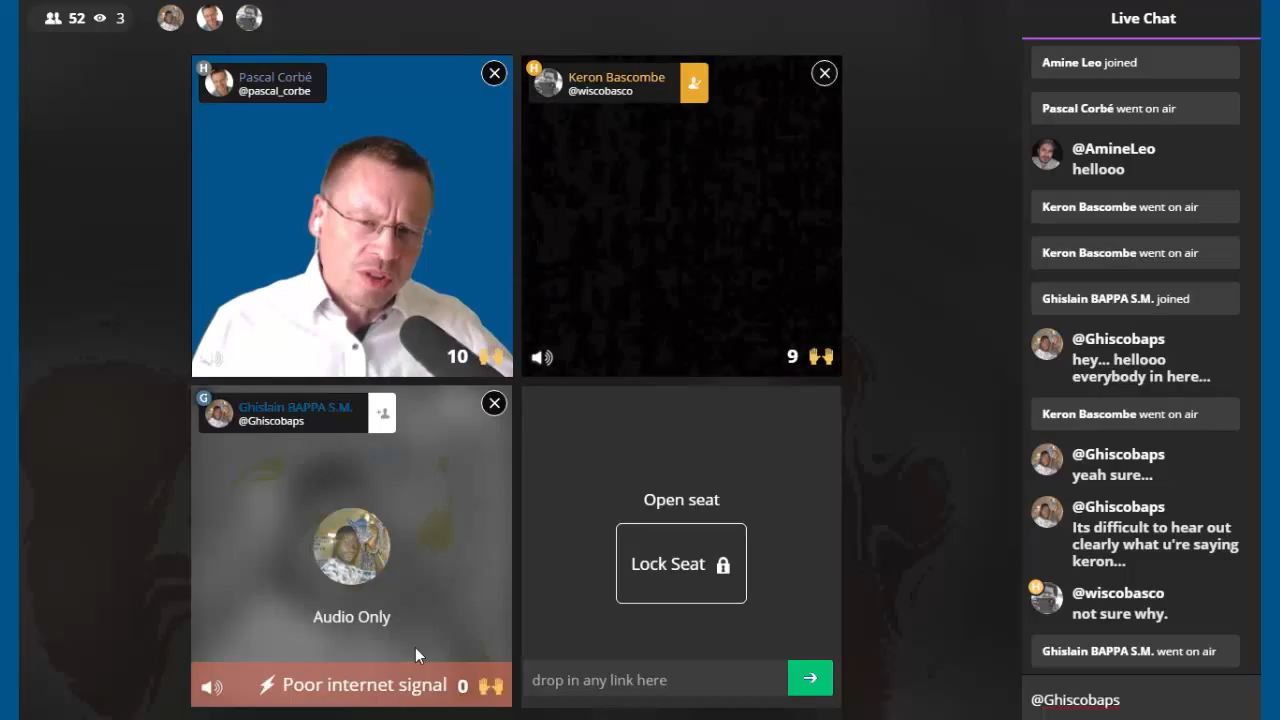 52 3
Live Chat
H Pascal Corbé
@pascal_corbe
H Keron Bascombe
@wiscobasco
10
9
G Ghislain BAPPA S.M.
@Ghiscobaps
Audio Only
Poor internet signal 0
Open seat
Lock Seat
drop in any link here
Amine Leo joined
Pascal Corbé went on air
@AmineLeo
hellooo
Keron Bascombe went on air
Keron Bascombe went on air
Ghislain BAPPA S.M. joined
@Ghiscobaps
hey... hellooo
everybody in here...
Keron Bascombe went on air
@Ghiscobaps
yeah sure...
@Ghiscobaps
Its difficult to hear out
clearly what u're saying
keron...
H @wiscobasco
not sure why.
Ghislain BAPPA S.M. went on air
@Ghiscobaps